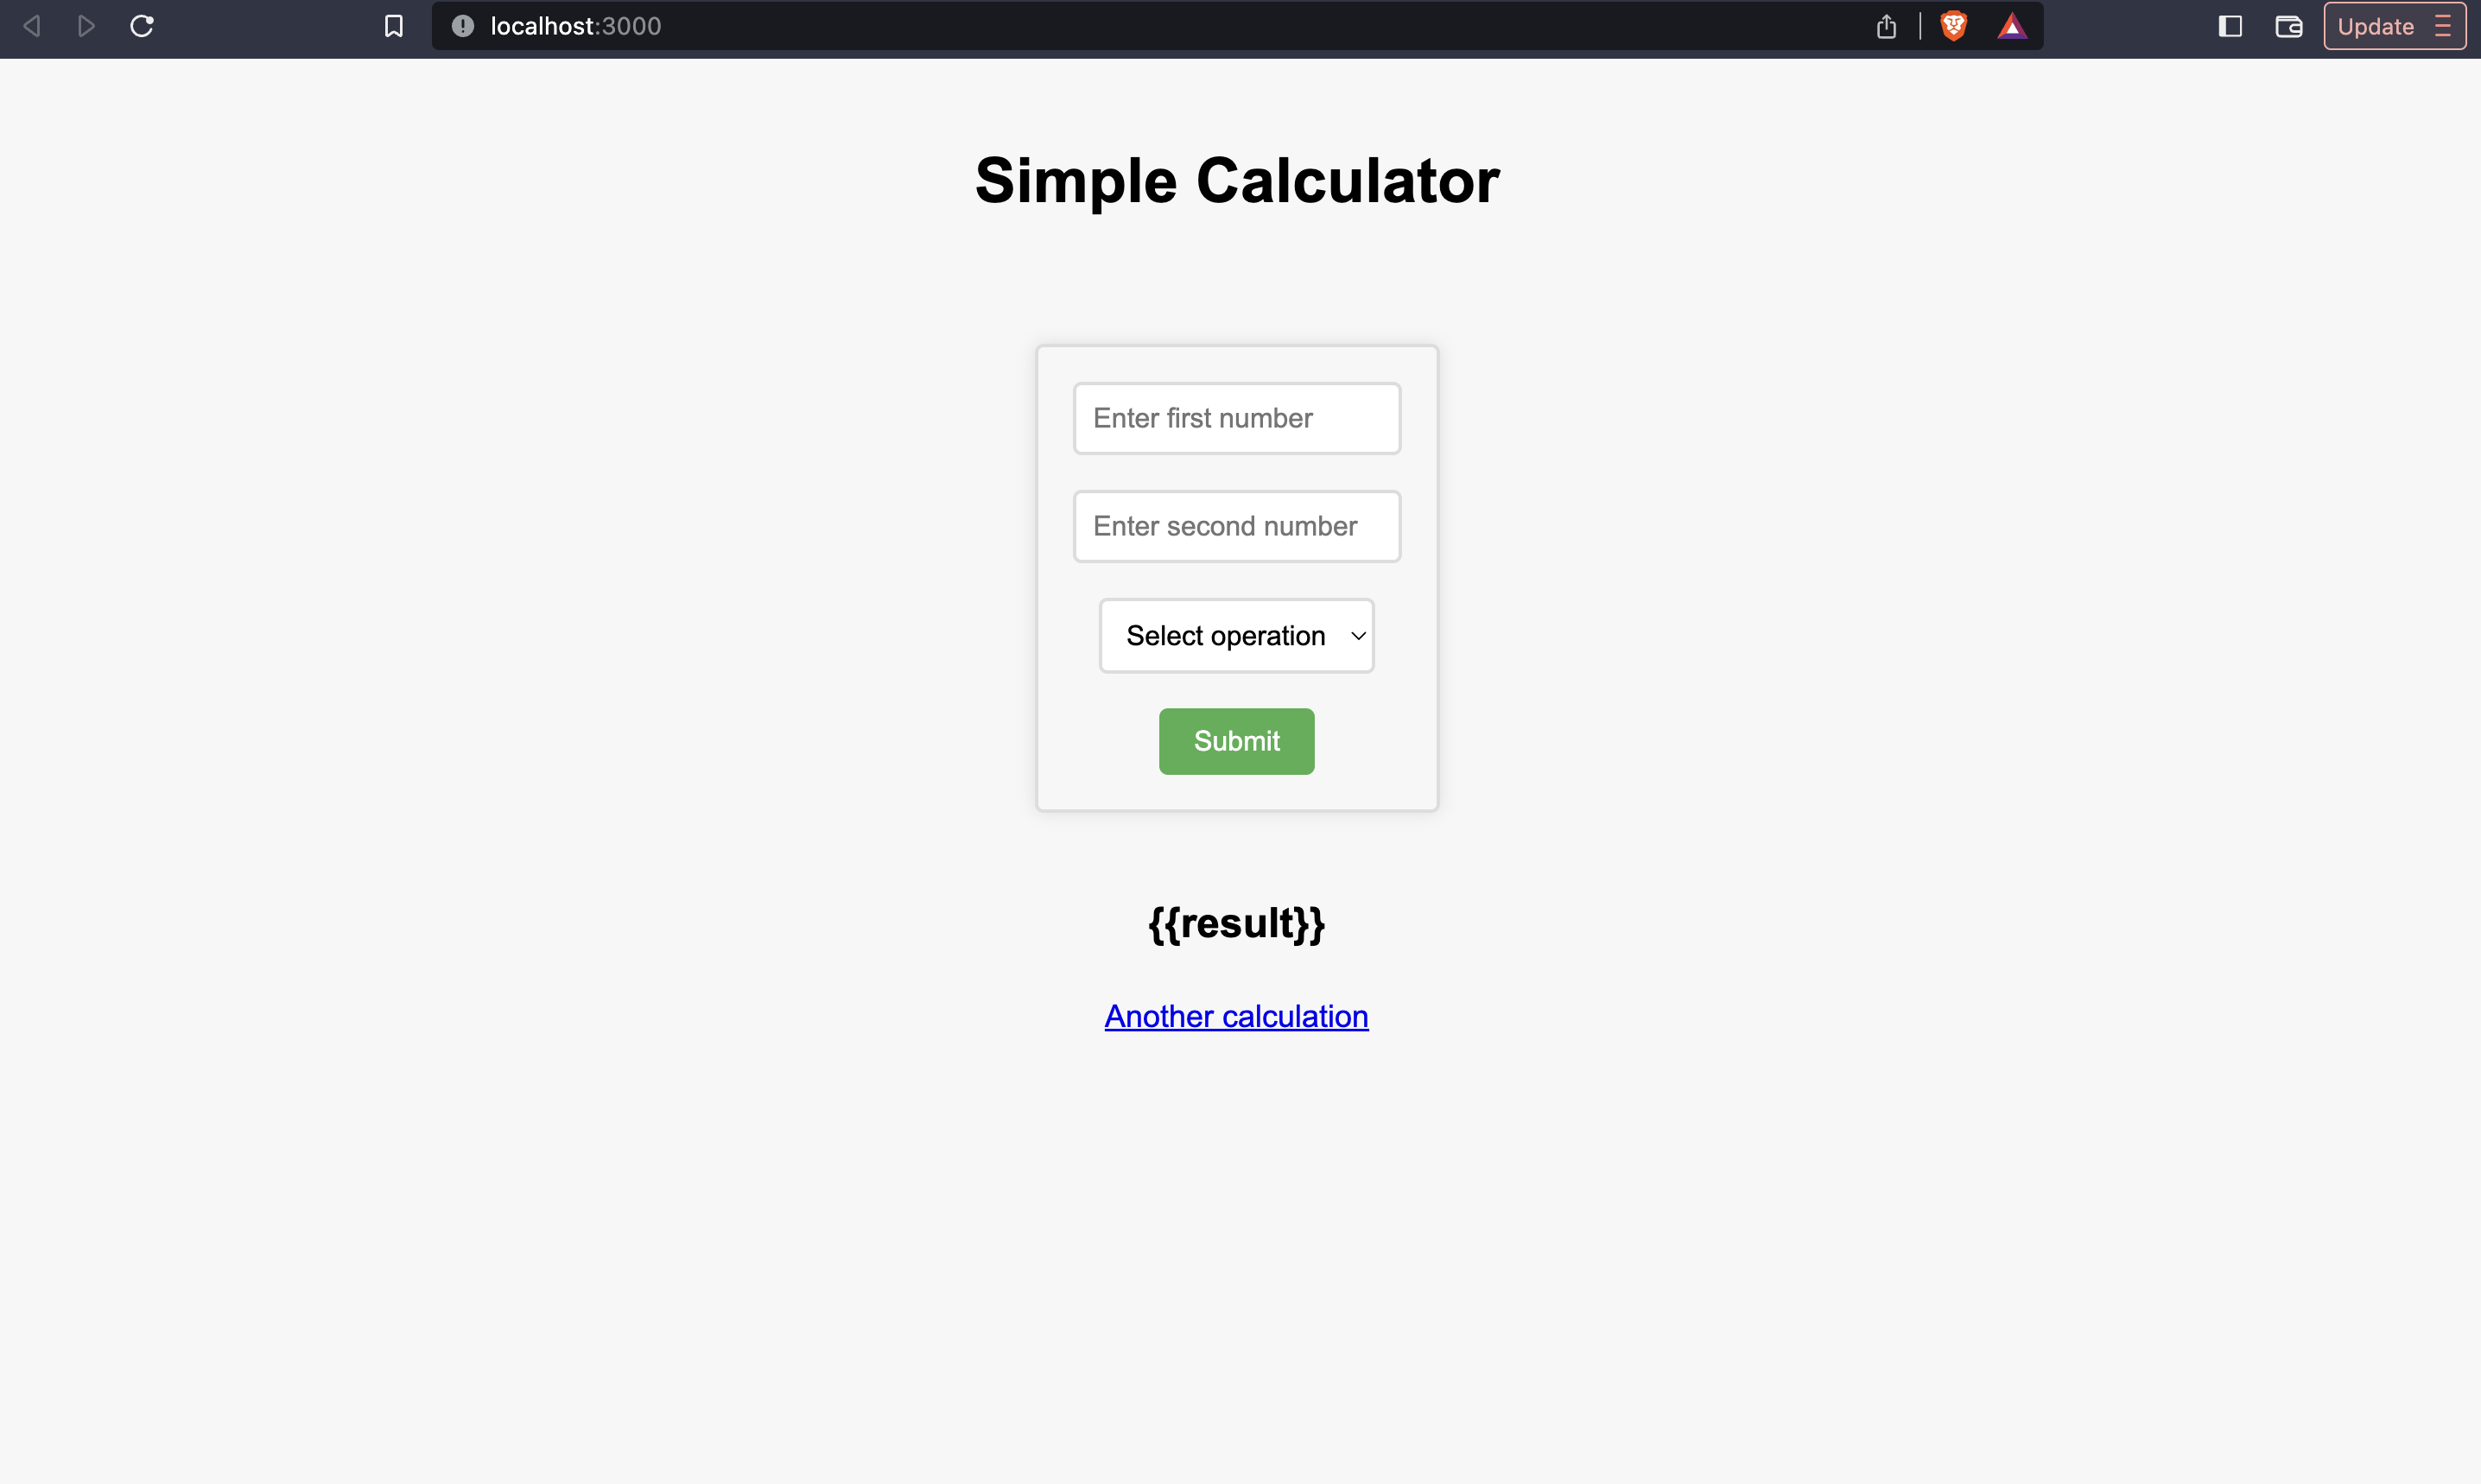 localhost:3000
Update
Simple Calculator
Enter first number
Enter second number
Select operation
Submit
{{result}}
Another calculation